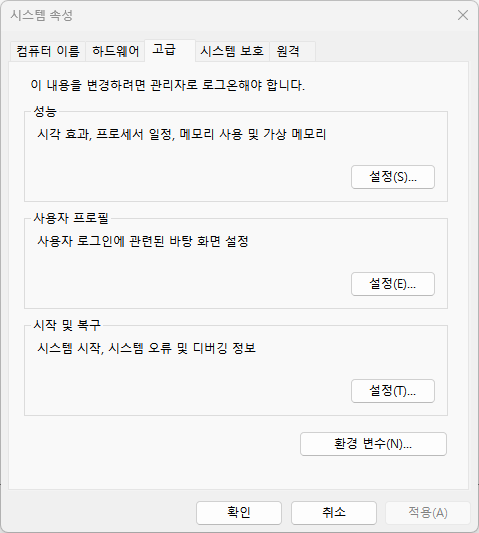 시스템 속성
컴퓨터 이름 하드웨어 고급 시스템 보호 원격
이 내용을 변경하려면 관리자로 로그온해야 합니다.
성능
시각 효과, 프로세서 일정, 메모리 사용 및 가상 메모리
설정(S)...
사용자 프로필
사용자 로그인에 관련된 바탕 화면 설정
설정(E)...
시작 및 복구
시스템 시작, 시스템 오류 및 디버깅 정보
설정(T)...
환경 변수(N)...
확인 취소 적용(A)